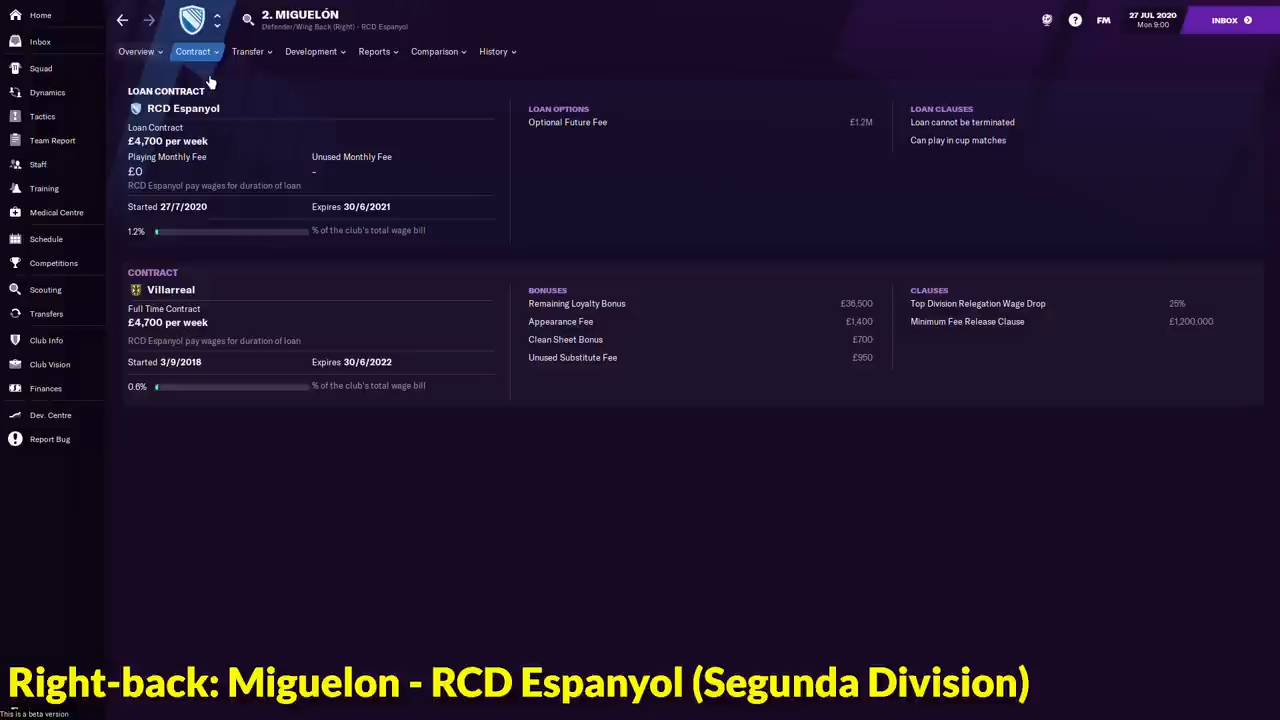 Home
Inbox
Squad
Dynamics
Tactics
Team Report
Staff
Training
Medical Centre
Schedule
Competitions
Scouting
Transfers
Club Info
Club Vision
Finances
Dev. Centre
Report Bug
2. MIGUELÓN
Defender/Wing Back (Right) - RCD Espanyol
FM
27 JUL 2020
Mon 9:00
INBOX
Overview Contract Transfer Development Reports Comparison History
LOAN CONTRACT
RCD Espanyol
Loan Contract
£4,700 per week
Playing Monthly Fee Unused Monthly Fee
£0 -
RCD Espanyol pay wages for duration of loan
Started 27/7/2020 Expires 30/6/2021
1.2% % of the club's total wage bill
LOAN OPTIONS
Optional Future Fee £1.2M
LOAN CLAUSES
Loan cannot be terminated
Can play in cup matches
CONTRACT
Villarreal
Full Time Contract
£4,700 per week
RCD Espanyol pay wages for duration of loan
Started 3/9/2018 Expires 30/6/2022
0.6% % of the club's total wage bill
BONUSES
Remaining Loyalty Bonus £36,500
Appearance Fee £1,400
Clean Sheet Bonus £700
Unused Substitute Fee £950
CLAUSES
Top Division Relegation Wage Drop 25%
Minimum Fee Release Clause £1,200,000
Right-back: Miguelon - RCD Espanyol (Segunda Division)
This is a beta version